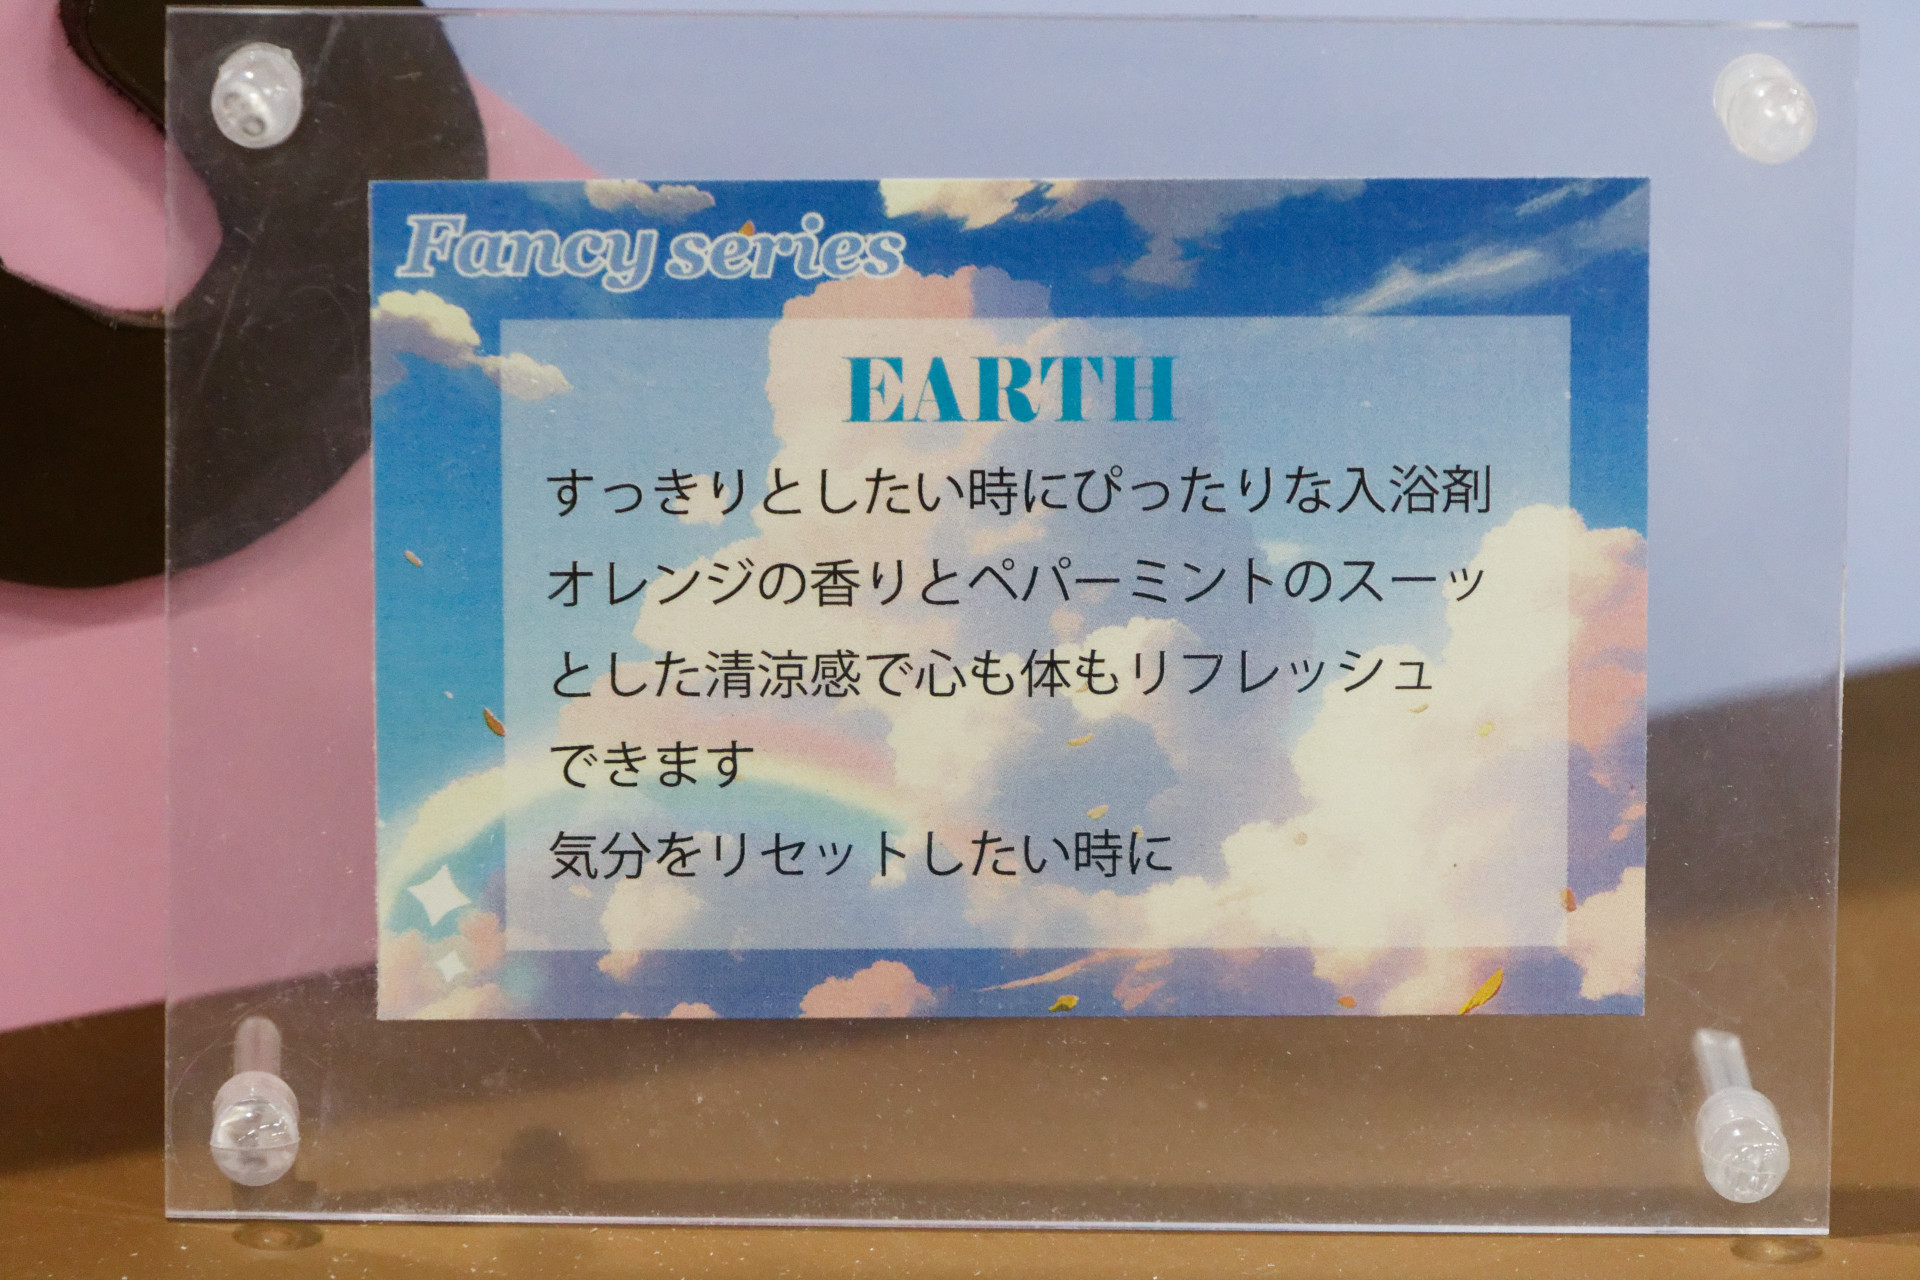 Fancy series
EARTH
すっきりとしたい時にぴったりな入浴剤
オレンジの香りとペパーミントのスーッ
とした清涼感で心も体もリフレッシュ
できます
気分をリセットしたい時に